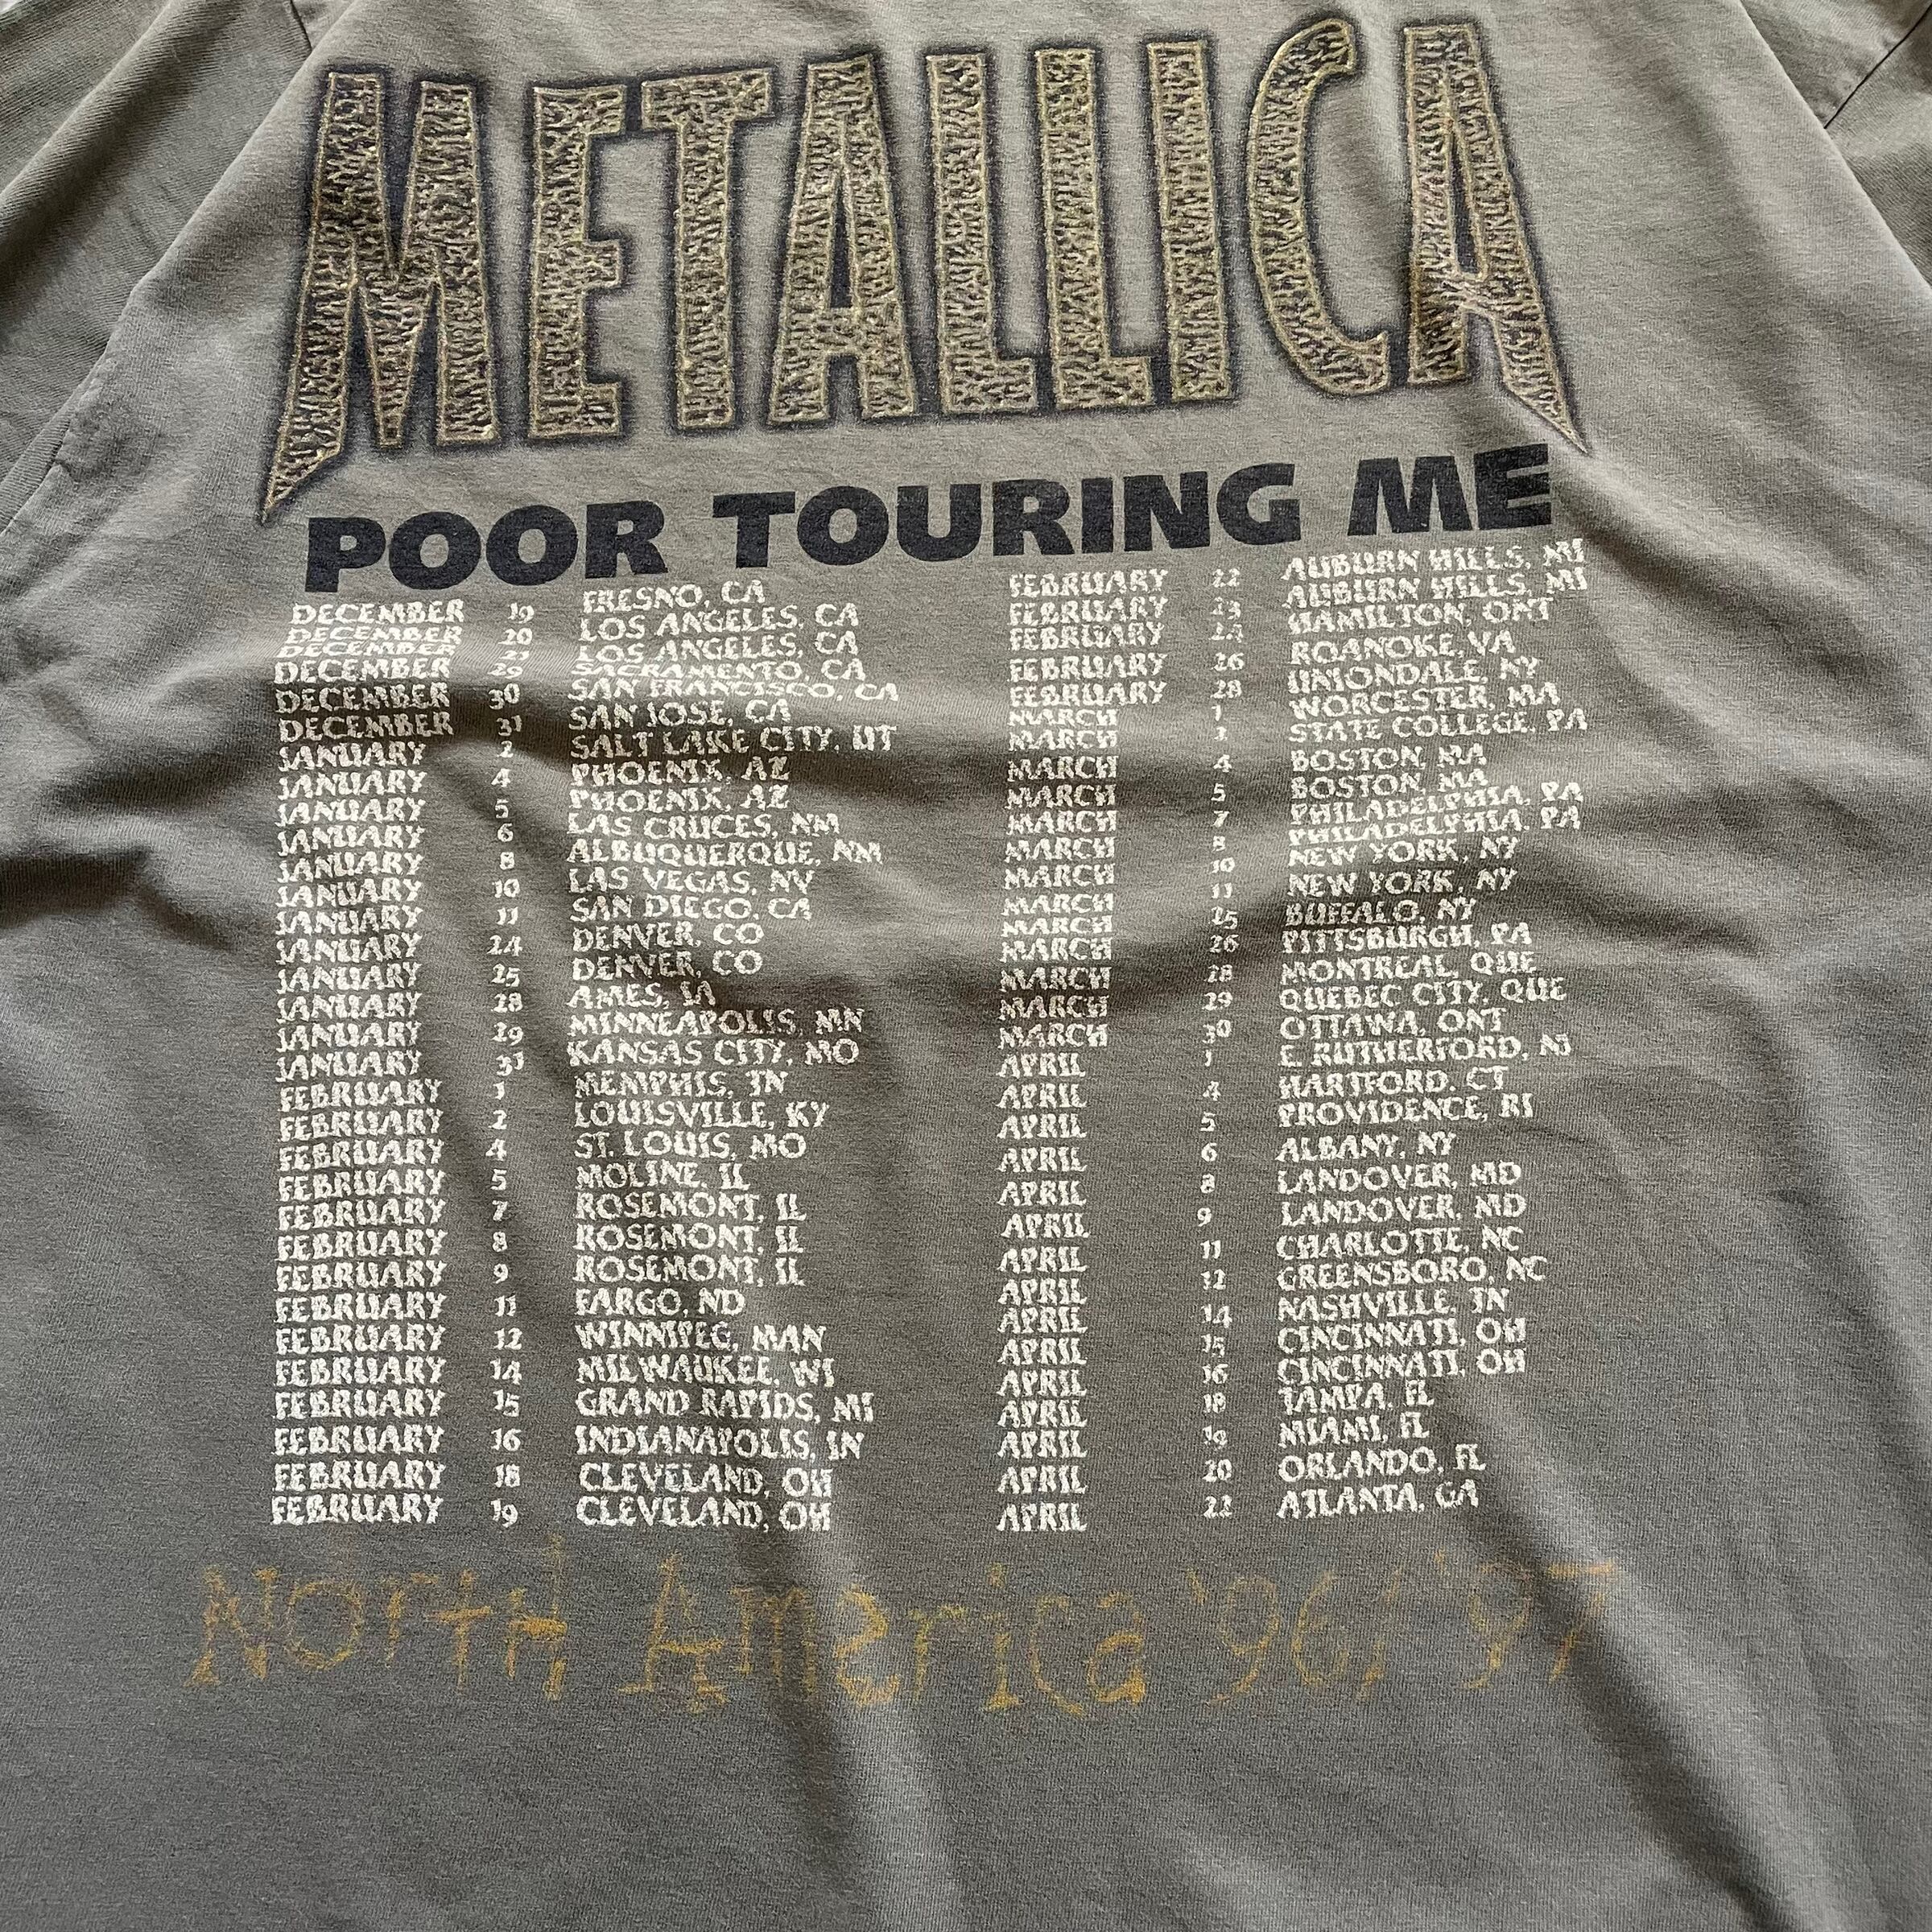 METALLICA
POOR TOURING ME
DECEMBER 19 FRESNO, CA
DECEMBER 20 LOS ANGELES, CA
DECEMBER 21 LOS ANGELES, CA
DECEMBER 29 SACRAMENTO, CA
DECEMBER 30 SAN FRANCISCO, CA
DECEMBER 31 SAN JOSE, CA
JANUARY 2 SALT LAKE CITY, UT
JANUARY 4 PHOENIX, AZ
JANUARY 5 PHOENIX, AZ
JANUARY 6 LAS CRUCES, NM
JANUARY 8 ALBUQUERQUE, NM
JANUARY 10 LAS VEGAS, NV
JANUARY 11 SAN DIEGO, CA
JANUARY 24 DENVER, CO
JANUARY 25 DENVER, CO
JANUARY 28 AMES, IA
JANUARY 29 MINNEAPOLIS, MN
JANUARY 31 KANSAS CITY, MO
FEBRUARY 1 MEMPHIS, TN
FEBRUARY 2 LOUISVILLE, KY
FEBRUARY 4 ST. LOUIS, MO
FEBRUARY 5 MOLINE, IL
FEBRUARY 7 ROSEMONT, IL
FEBRUARY 8 ROSEMONT, IL
FEBRUARY 9 ROSEMONT, IL
FEBRUARY 11 FARGO, ND
FEBRUARY 12 WINNIPEG, MAN
FEBRUARY 14 MILWAUKEE, WI
FEBRUARY 15 GRAND RAPIDS, MI
FEBRUARY 16 INDIANAPOLIS, IN
FEBRUARY 18 CLEVELAND, OH
FEBRUARY 19 CLEVELAND, OH
FEBRUARY 22 AUBURN HILLS, MI
FEBRUARY 23 AUBURN HILLS, MI
FEBRUARY 24 HAMILTON, ONT
FEBRUARY 26 ROANOKE, VA
FEBRUARY 28 UNIONDALE, NY
MARCH 1 WORCESTER, MA
MARCH STATE COLLEGE, PA
MARCH 4 BOSTON, MA
MARCH 5 BOSTON, MA
MARCH 7 PHILADELPHIA, PA
MARCH 8 PHILADELPHIA, PA
MARCH 10 NEW YORK, NY
MARCH 11 NEW YORK, NY
MARCH 25 BUFFALO, NY
MARCH 26 PITTSBURGH, PA
MARCH 28 MONTREAL, QUE
MARCH 29 QUEBEC CITY, QUE
MARCH 30 OTTAWA, ONT
APRIL 1 E. RUTHERFORD, NJ
APRIL 4 HARTFORD, CT
APRIL 5 PROVIDENCE, RI
APRIL 6 ALBANY, NY
APRIL 8 LANDOVER, MD
APRIL 9 LANDOVER, MD
APRIL 11 CHARLOTTE, NC
APRIL 12 GREENSBORO, NC
APRIL 14 NASHVILLE, TN
APRIL 15 CINCINNATI, OH
APRIL 16 CINCINNATI, OH
APRIL 18 TAMPA, FL
APRIL 19 MIAMI, FL
APRIL 20 ORLANDO, FL
APRIL 22 ATLANTA, GA
North America '96/'97